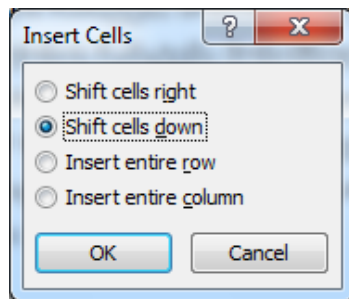 Insert Cells
Shift cells right
Shift cells down
Insert entire row
Insert entire column
OK Cancel